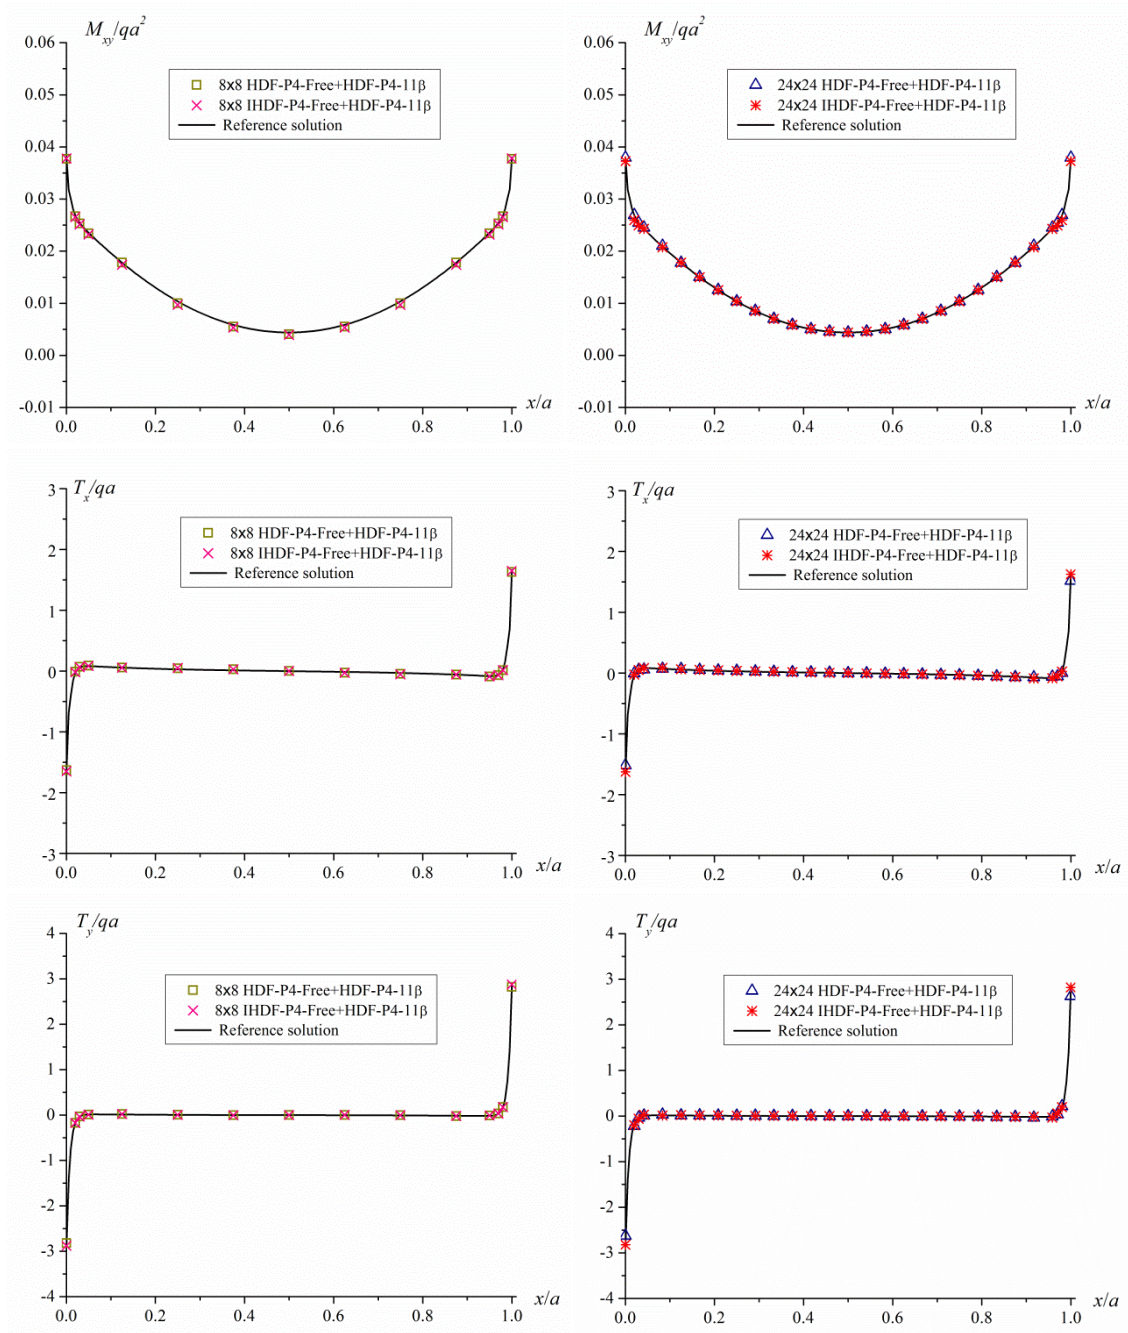 M_xy/qa^2
0.06
0.05
0.04
0.03
0.02
0.01
0.00
-0.01
8x8 HDF-P4-Free+HDF-P4-11β
8x8 IHDF-P4-Free+HDF-P4-11β
Reference solution
0.0 0.2 0.4 0.6 0.8 1.0
x/a
M_xy/qa^2
0.06
0.05
0.04
0.03
0.02
0.01
0.00
-0.01
24x24 HDF-P4-Free+HDF-P4-11β
24x24 IHDF-P4-Free+HDF-P4-11β
Reference solution
0.0 0.2 0.4 0.6 0.8 1.0
x/a
T_x/qa
3
2
1
0
-1
-2
-3
8x8 HDF-P4-Free+HDF-P4-11β
8x8 IHDF-P4-Free+HDF-P4-11β
Reference solution
0.0 0.2 0.4 0.6 0.8 1.0
x/a
T_x/qa
3
2
1
0
-1
-2
-3
24x24 HDF-P4-Free+HDF-P4-11β
24x24 IHDF-P4-Free+HDF-P4-11β
Reference solution
0.0 0.2 0.4 0.6 0.8 1.0
x/a
T_y/qa
4
3
2
1
0
-1
-2
-3
-4
8x8 HDF-P4-Free+HDF-P4-11β
8x8 IHDF-P4-Free+HDF-P4-11β
Reference solution
0.0 0.2 0.4 0.6 0.8 1.0
x/a
T_y/qa
4
3
2
1
0
-1
-2
-3
-4
24x24 HDF-P4-Free+HDF-P4-11β
24x24 IHDF-P4-Free+HDF-P4-11β
Reference solution
0.0 0.2 0.4 0.6 0.8 1.0
x/a